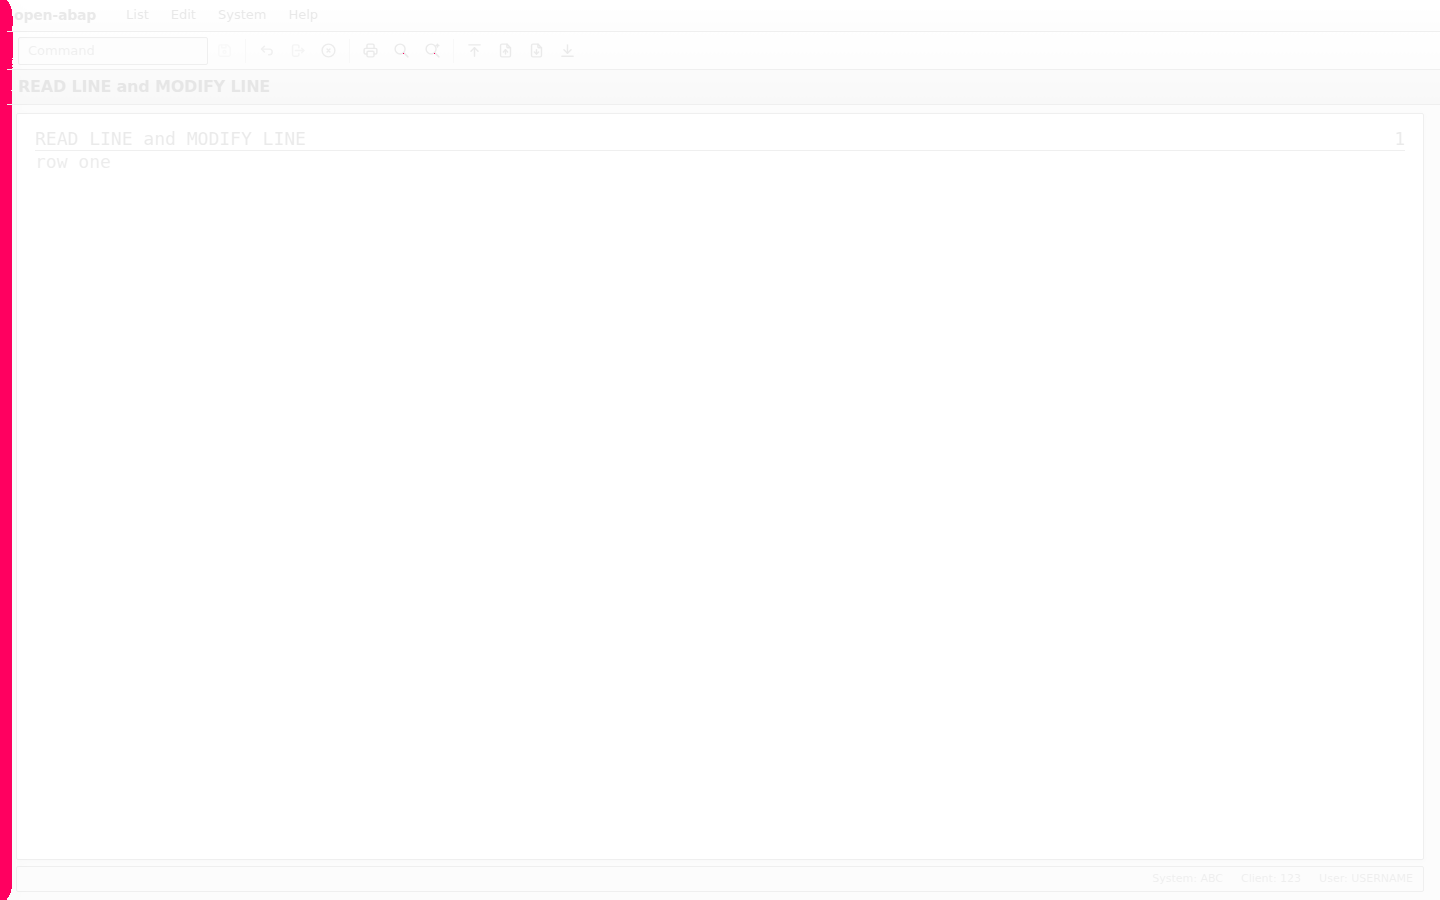 open-abap List Edit System Help
Command
READ LINE and MODIFY LINE
READ LINE and MODIFY LINE 1
row one
System: ABC Client: 123 User: USERNAME